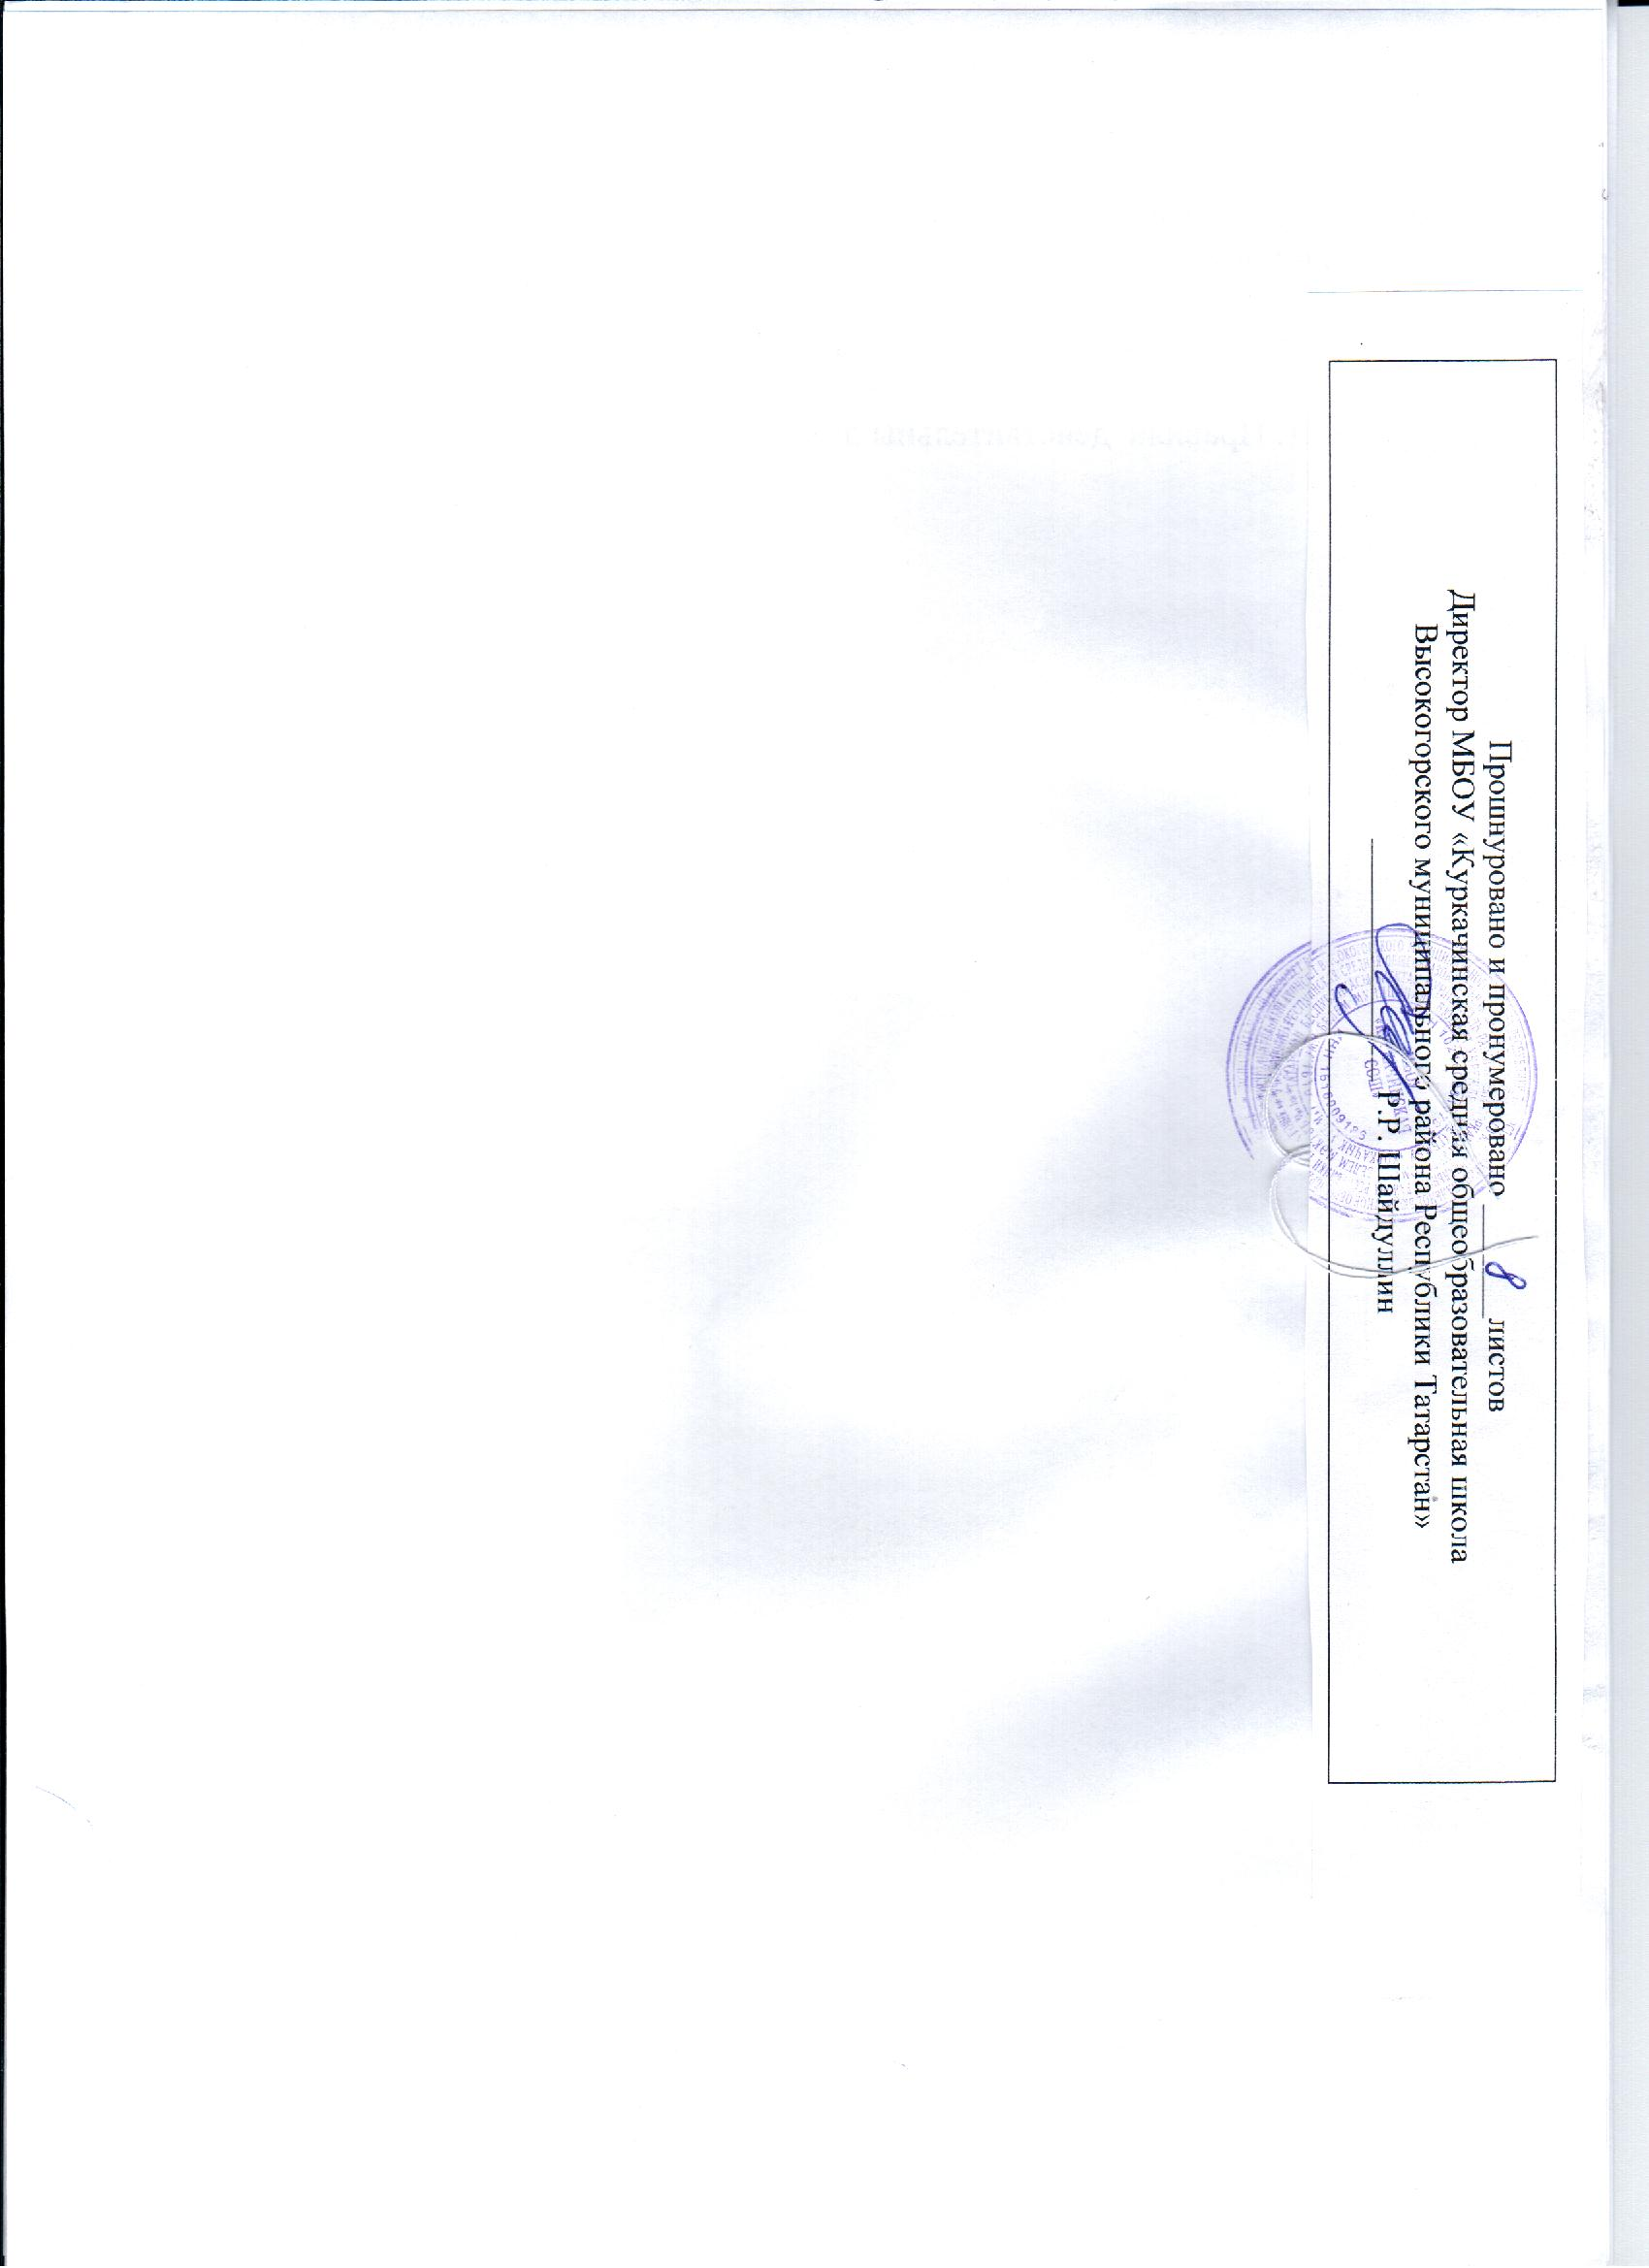 Прошнуровано и пронумеровано 8 листов
Директор МБОУ «Куркачинская средняя общеобразовательная школа
Высокогорского муниципального района Республики Татарстан»
Р.Р. Шайдуллин